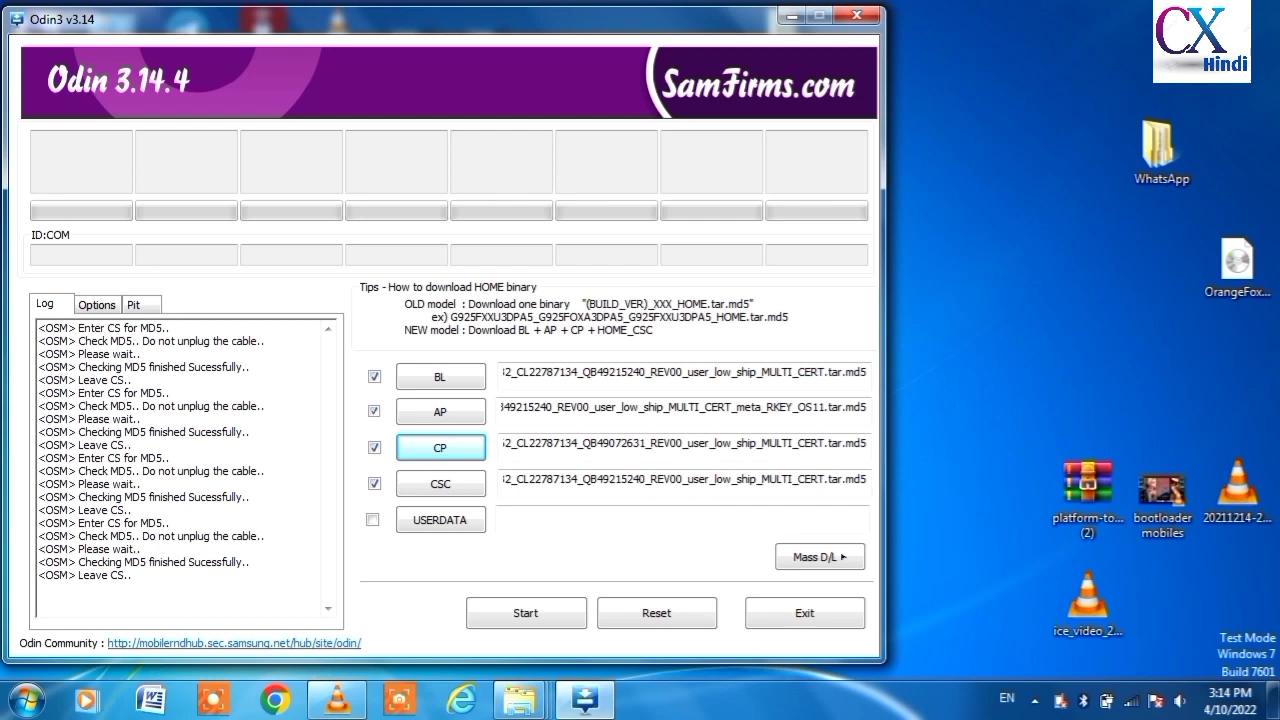 Odin3 v3.14
CX
Hindi
Odin 3.14.4
SamFirms.com
WhatsApp
ID:COM
OrangeFox...
Log
Options
Pit
Tips - How to download HOME binary
OLD model : Download one binary "(BUILD_VER)_XXX_HOME.tar.md5"
ex) G925FXXU3DPA5_G925FOXA3DPA5_G925FXXU3DPA5_HOME.tar.md5
NEW model : Download BL + AP + CP + HOME_CSC
<OSM> Enter CS for MD5..
<OSM> Check MD5.. Do not unplug the cable..
<OSM> Please wait..
<OSM> Checking MD5 finished Sucessfully..
<OSM> Leave CS..
<OSM> Enter CS for MD5..
<OSM> Check MD5.. Do not unplug the cable..
<OSM> Please wait..
<OSM> Checking MD5 finished Sucessfully..
<OSM> Leave CS..
<OSM> Enter CS for MD5..
<OSM> Check MD5.. Do not unplug the cable..
<OSM> Please wait..
<OSM> Checking MD5 finished Sucessfully..
<OSM> Leave CS..
<OSM> Enter CS for MD5..
<OSM> Check MD5.. Do not unplug the cable..
<OSM> Please wait..
<OSM> Checking MD5 finished Sucessfully..
<OSM> Leave CS..
BL
2_CL22787134_QB49215240_REV00_user_low_ship_MULTI_CERT.tar.md5
AP
49215240_REV00_user_low_ship_MULTI_CERT_meta_RKEY_OS11.tar.md5
CP
2_CL22787134_QB49072631_REV00_user_low_ship_MULTI_CERT.tar.md5
CSC
2_CL22787134_QB49215240_REV00_user_low_ship_MULTI_CERT.tar.md5
USERDATA
Mass D/L
Start
Reset
Exit
Odin Community : http://mobilerndhub.sec.samsung.net/hub/site/odin/
platform-to...
(2)
bootloader
mobiles
20211214-2...
ice_video_2...
Test Mode
Windows 7
Build 7601
EN
3:14 PM
4/10/2022